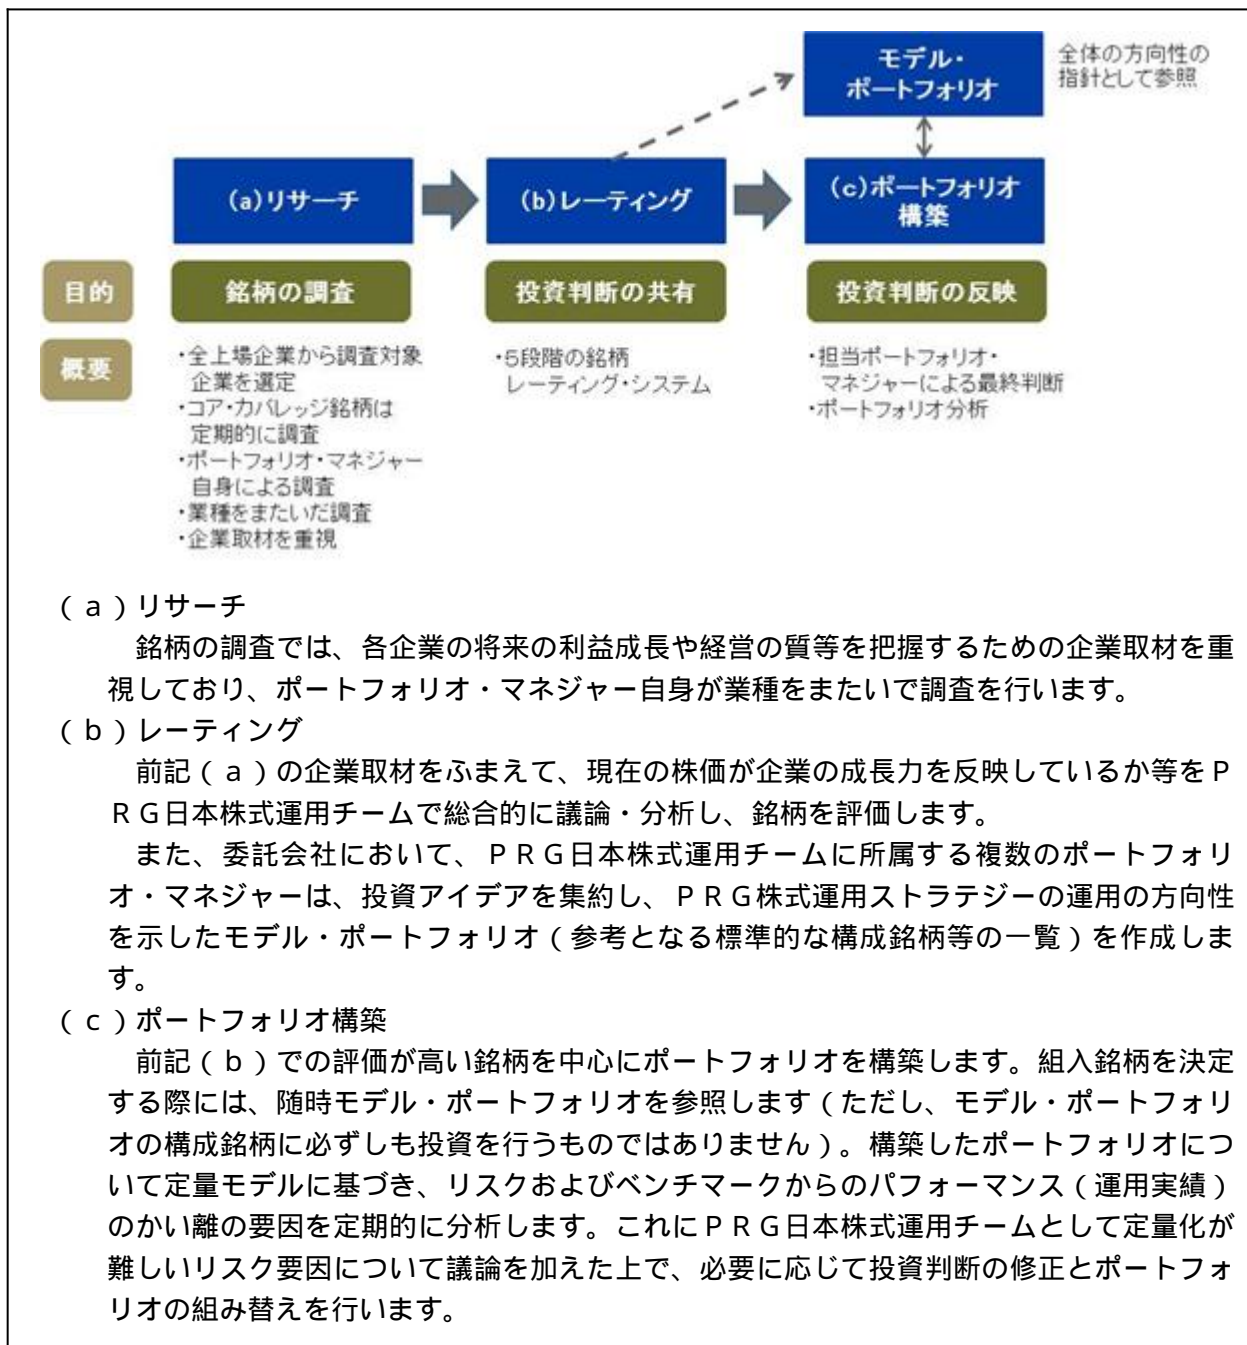 モデル・
ポートフォリオ
全体の方向性の
指針として参照
(a)リサーチ
(b)レーティング
(c)ポートフォリオ
構築
目的
銘柄の調査
投資判断の共有
投資判断の反映
概要
・全上場企業から調査対象
企業を選定
・コア・カバレッジ銘柄は
定期的に調査
・ポートフォリオ・マネジャー
自身による調査
・業種をまたいだ調査
・企業取材を重視
・5段階の銘柄
レーティング・システム
・担当ポートフォリオ・
マネジャーによる最終判断
・ポートフォリオ分析
(a)リサーチ
銘柄の調査では、各企業の将来の利益成長や経営の質等を把握するための企業取材を重
視しており、ポートフォリオ・マネジャー自身が業種をまたいで調査を行います。
(b)レーティング
前記(a)の企業取材をふまえて、現在の株価が企業の成長力を反映しているか等をP
RG日本株式運用チームで総合的に議論・分析し、銘柄を評価します。
また、委託会社において、PRG日本株式運用チームに所属する複数のポートフォリ
オ・マネジャーは、投資アイデアを集約し、PRG株式運用ストラテジーの運用の方向性
を示したモデル・ポートフォリオ(参考となる標準的な構成銘柄等の一覧)を作成しま
す。
(c)ポートフォリオ構築
前記(b)での評価が高い銘柄を中心にポートフォリオを構築します。組入銘柄を決定
する際には、随時モデル・ポートフォリオを参照します(ただし、モデル・ポートフォリ
オの構成銘柄に必ずしも投資を行うものではありません)。構築したポートフォリオにつ
いて定量モデルに基づき、リスクおよびベンチマークからのパフォーマンス(運用実績)
のかい離の要因を定期的に分析します。これにPRG日本株式運用チームとして定量化が
難しいリスク要因について議論を加えた上で、必要に応じて投資判断の修正とポートフォ
リオの組み替えを行います。